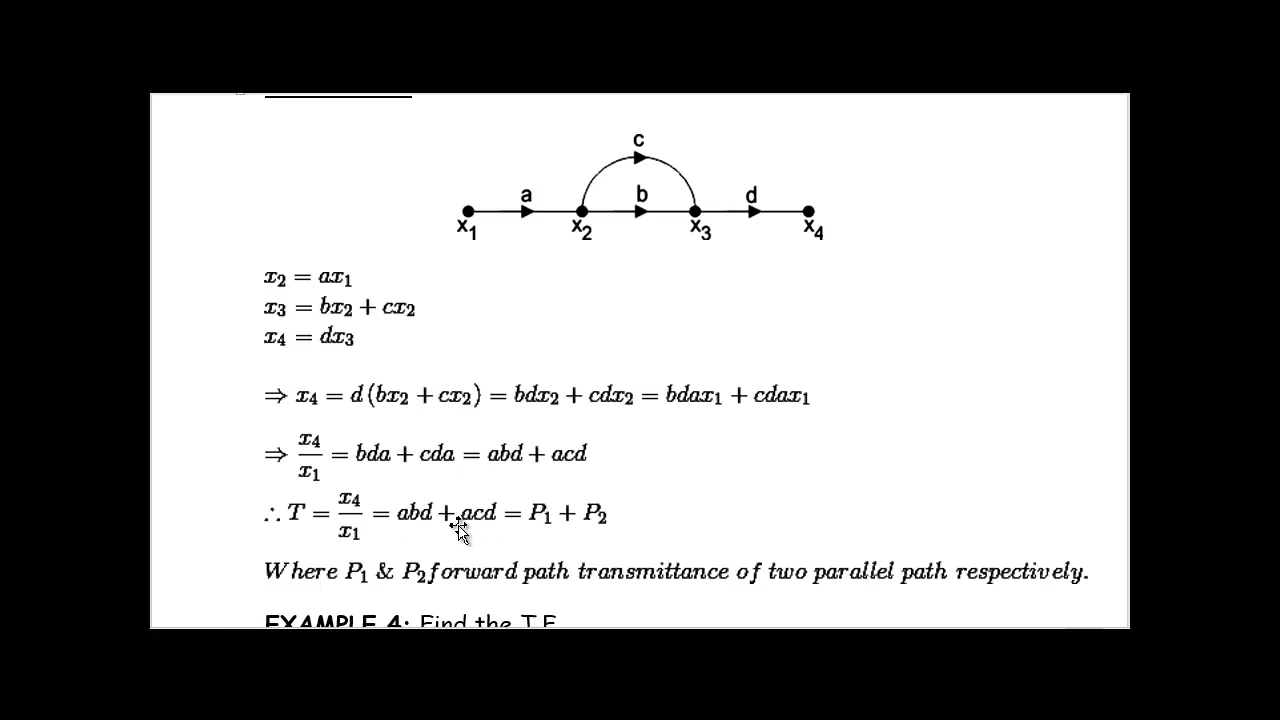 c
a b d
x1 x2 x3 x4
x2 = ax1
x3 = bx2 + cx2
x4 = dx3
⇒ x4 = d (bx2 + cx2) = bdx2 + cdx2 = bdax1 + cdax1
⇒ x4/x1 = bda + cda = abd + acd
∴ T = x4/x1 = abd + acd = P1 + P2
Where P1 & P2forward path transmittance of two parallel path respectively.
EXAMPLE 4: Find the T.F